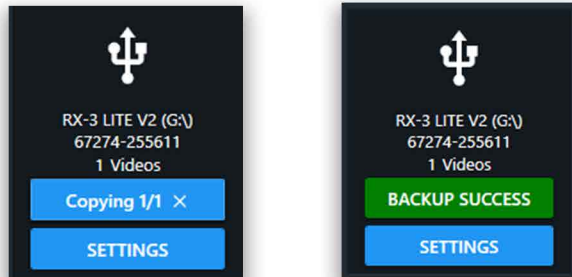 RX-3 LITE V2 (G:\)
67274-255611
1 Videos
Copying 1/1 ×
SETTINGS
RX-3 LITE V2 (G:\)
67274-255611
1 Videos
BACKUP SUCCESS
SETTINGS